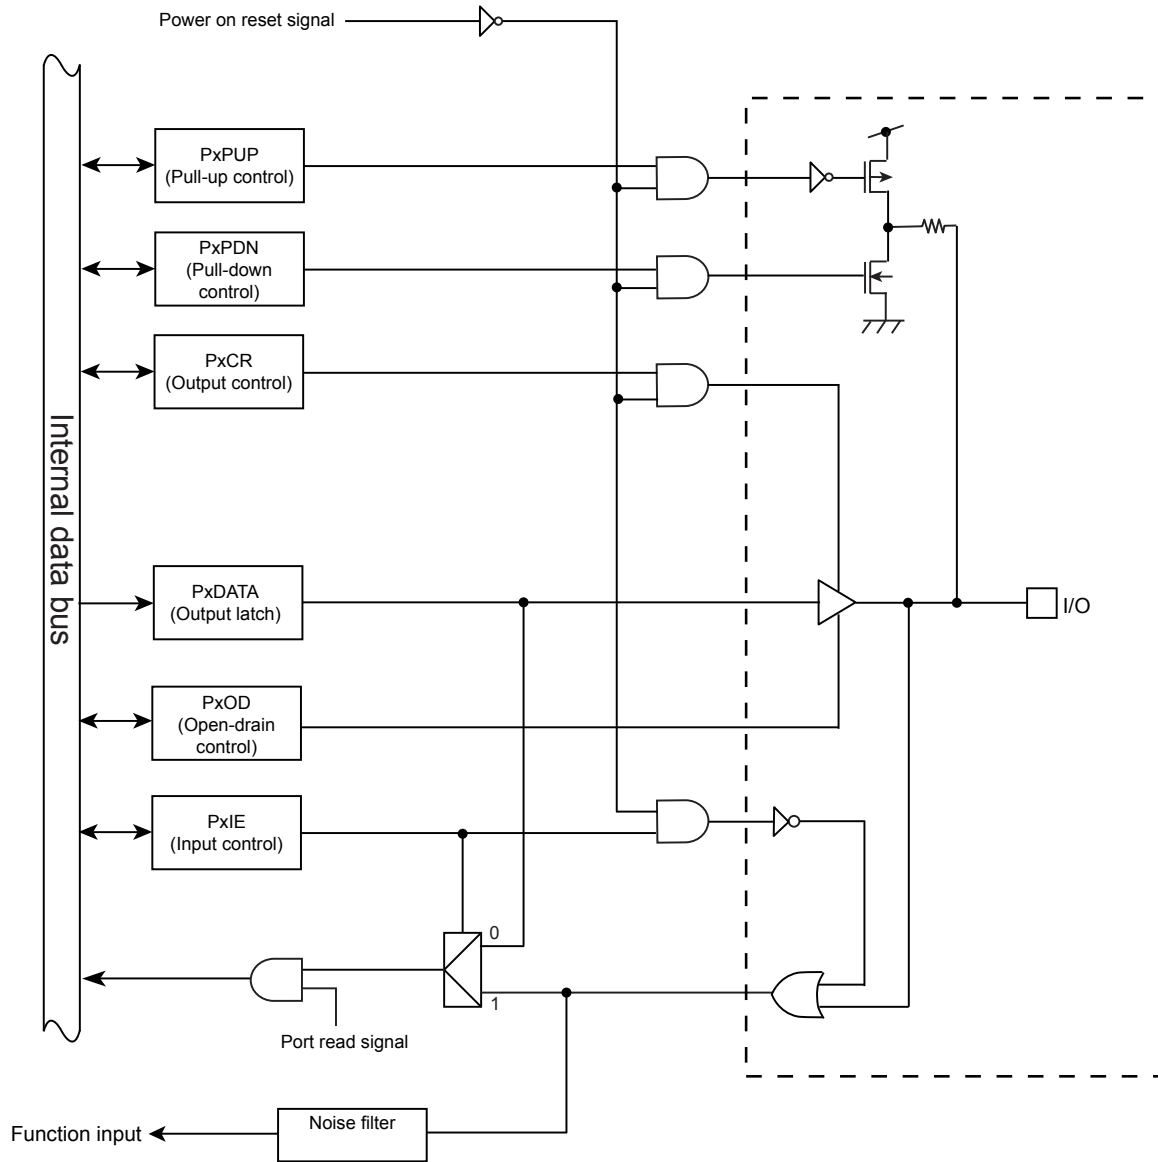 Power on reset signal
PxPUP
(Pull-up control)
PxPDN
(Pull-down
control)
PxCR
(Output control)
Internal data bus
PxDATA
(Output latch)
I/O
PxOD
(Open-drain
control)
PxIE
(Input control)
0
1
Port read signal
Noise filter
Function input